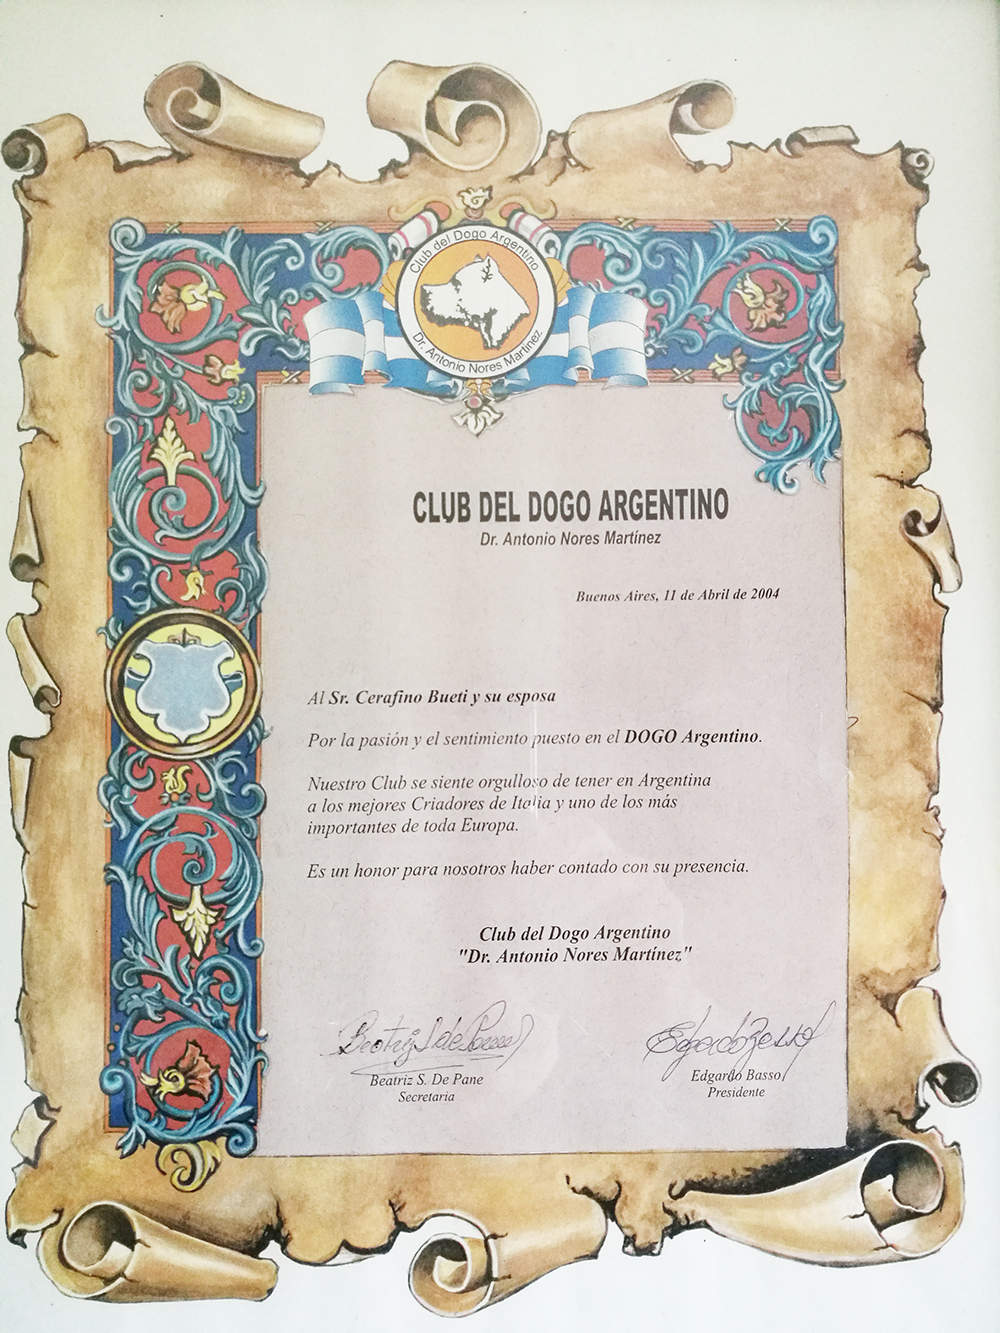 Club del Dogo Argentino
Dr. Antonio Nores Martínez
CLUB DEL DOGO ARGENTINO
Dr. Antonio Nores Martínez
Buenos Aires, 11 de Abril de 2004
Al Sr. Cerafino Bueti y su esposa
Por la pasión y el sentimiento puesto en el DOGO Argentino.
Nuestro Club se siente orgulloso de tener en Argentina
a los mejores Criadores de Italia y uno de los más
importantes de toda Europa.
Es un honor para nosotros haber contado con su presencia.
Club del Dogo Argentino
"Dr. Antonio Nores Martínez"
Beatriz S. De Pane
Secretaria
Edgardo Basso
Presidente